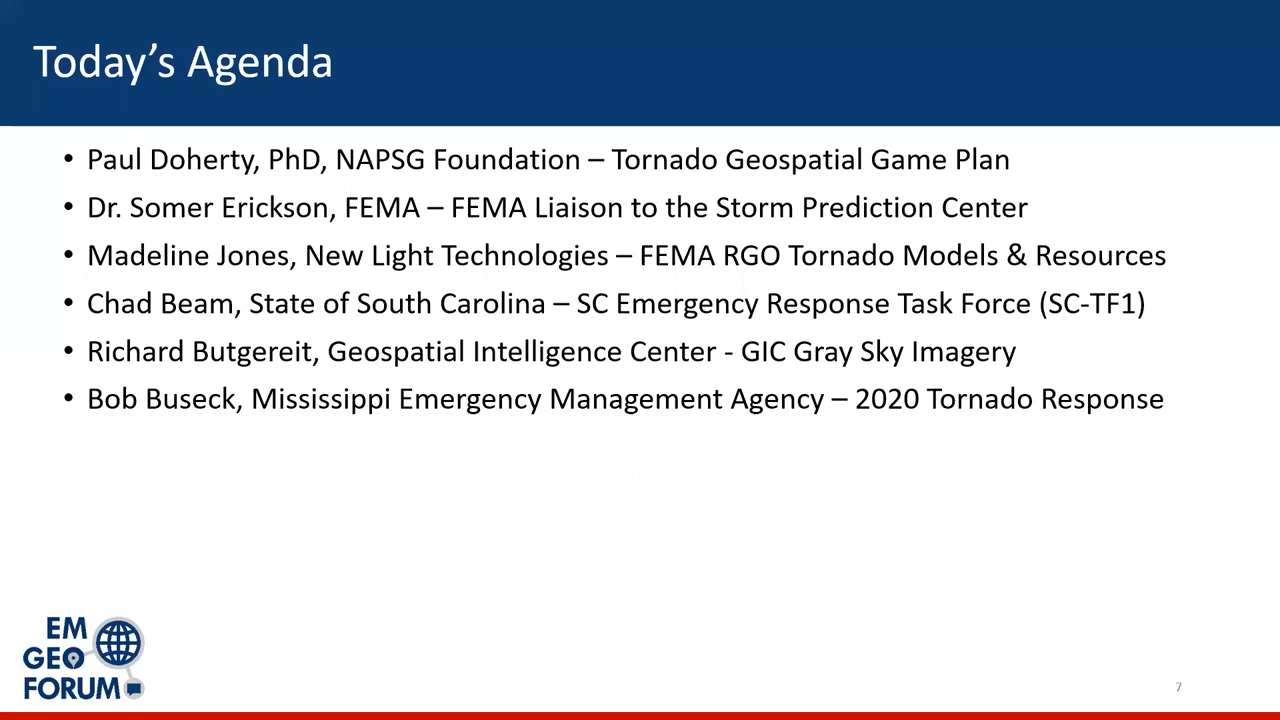 Today’s Agenda
• Paul Doherty, PhD, NAPSG Foundation – Tornado Geospatial Game Plan
• Dr. Somer Erickson, FEMA – FEMA Liaison to the Storm Prediction Center
• Madeline Jones, New Light Technologies – FEMA RGO Tornado Models & Resources
• Chad Beam, State of South Carolina – SC Emergency Response Task Force (SC-TF1)
• Richard Butgereit, Geospatial Intelligence Center - GIC Gray Sky Imagery
• Bob Buseck, Mississippi Emergency Management Agency – 2020 Tornado Response
EM
GEO
FORUM
7